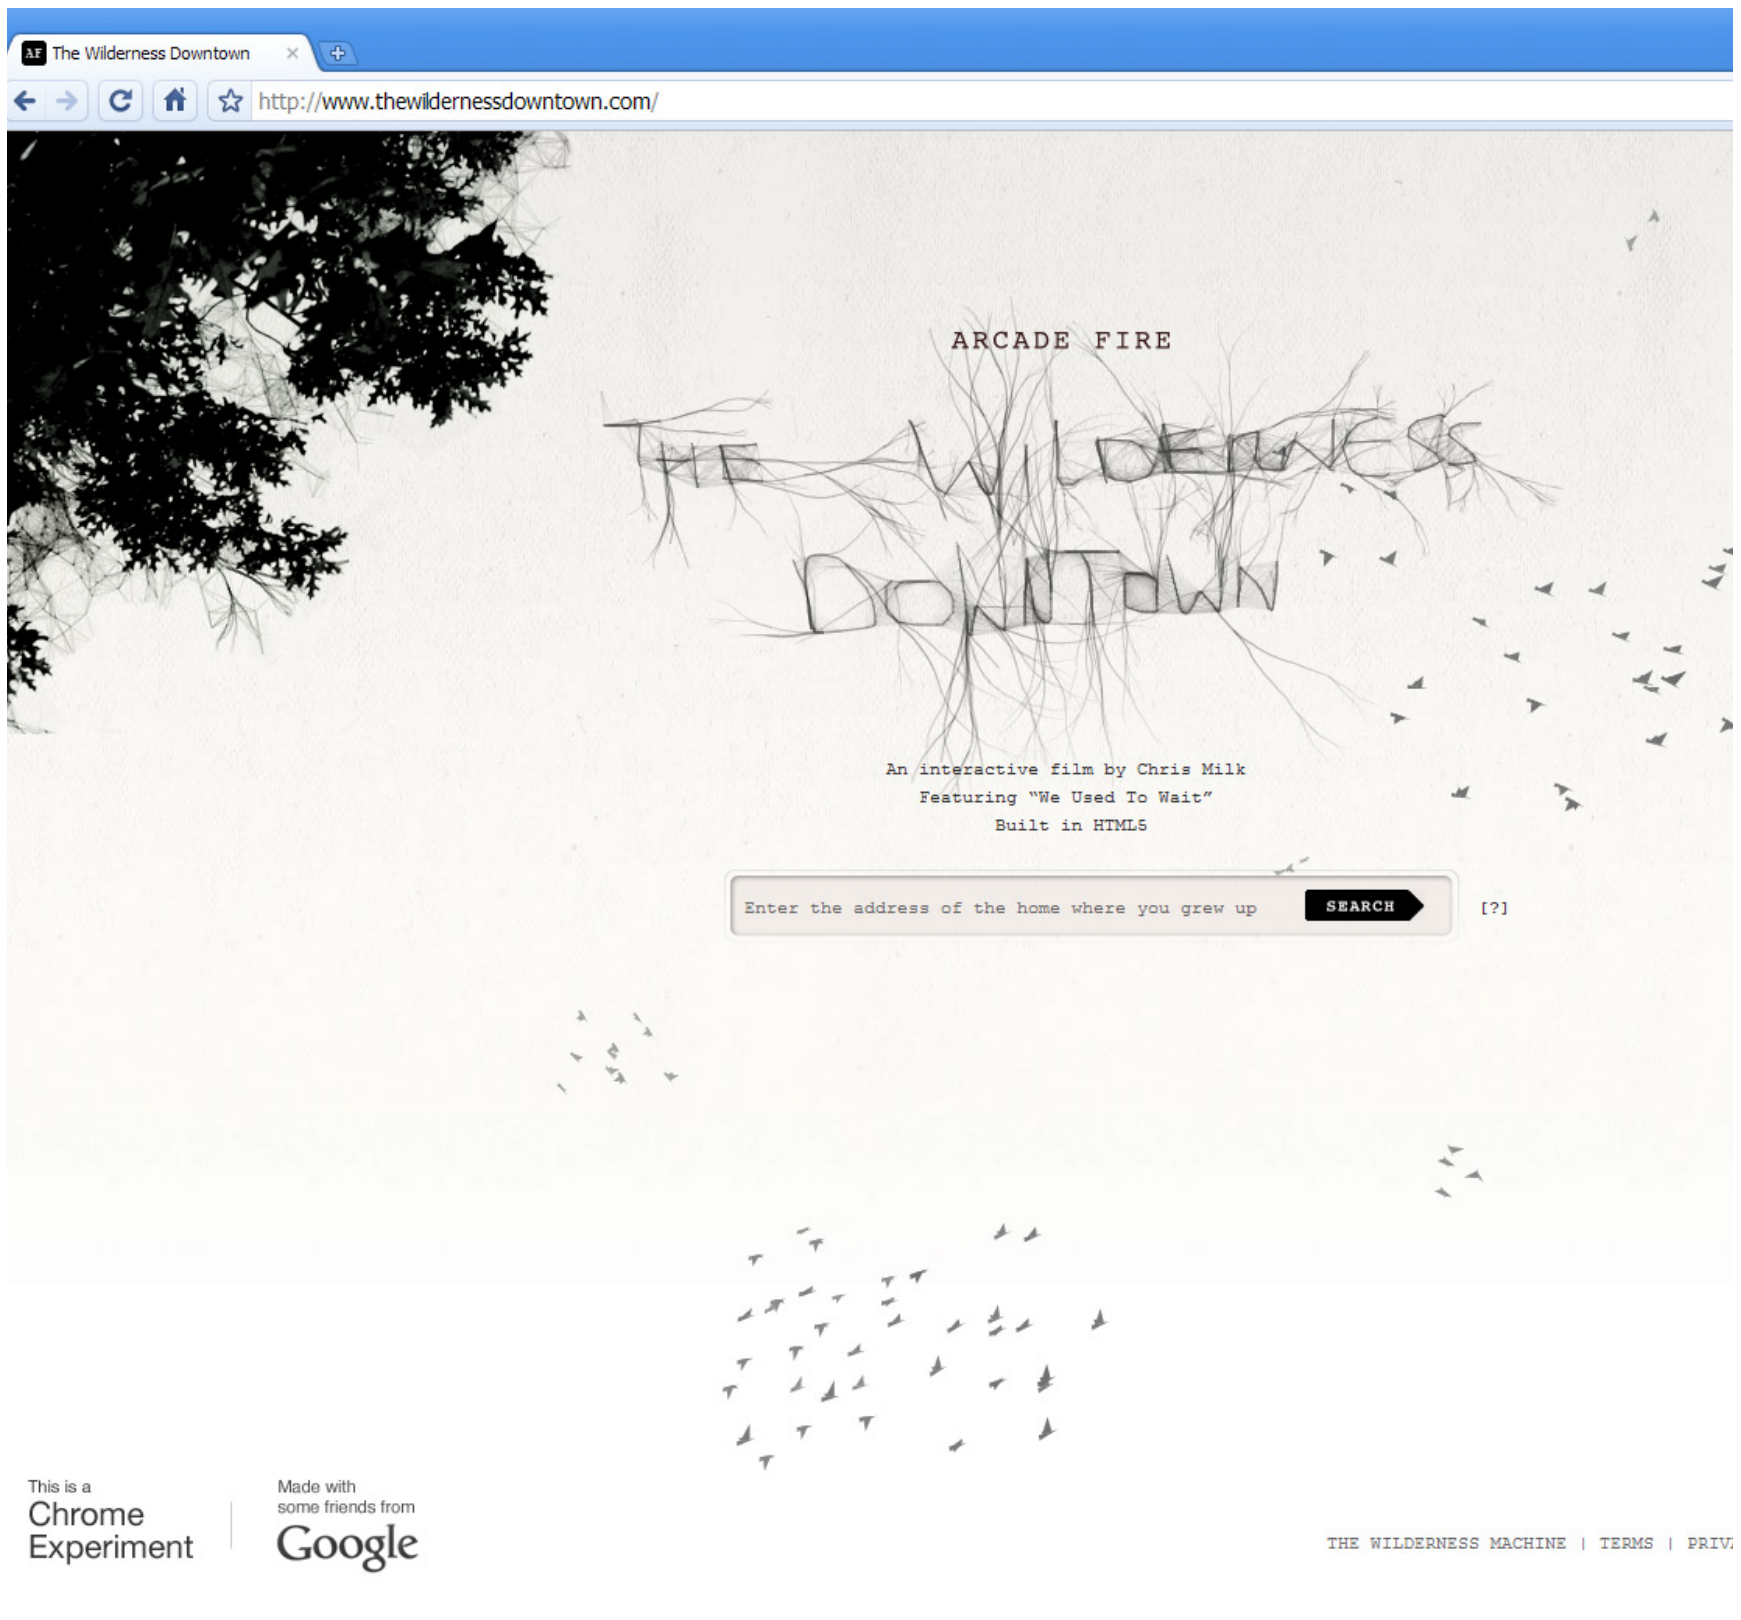 AF The Wilderness Downtown
http://www.thewildernessdowntown.com/
ARCADE FIRE
THE WILDERNESS
DOWNTOWN
An interactive film by Chris Milk
Featuring “We Used To Wait”
Built in HTML5
Enter the address of the home where you grew up SEARCH [?]
This is a
Chrome
Experiment
Made with
some friends from
Google
THE WILDERNESS MACHINE | TERMS |